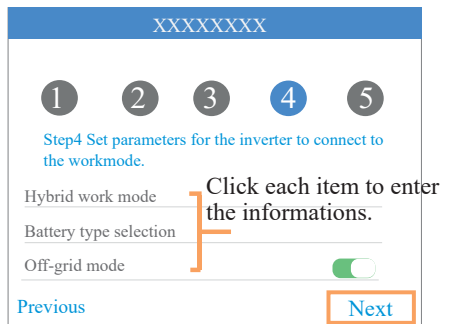 XXXXXXXX
1 2 3 4 5
Step4 Set parameters for the inverter to connect to
the workmode.
Hybrid work mode
Click each item to enter
the informations.
Battery type selection
Off-grid mode
Previous
Next